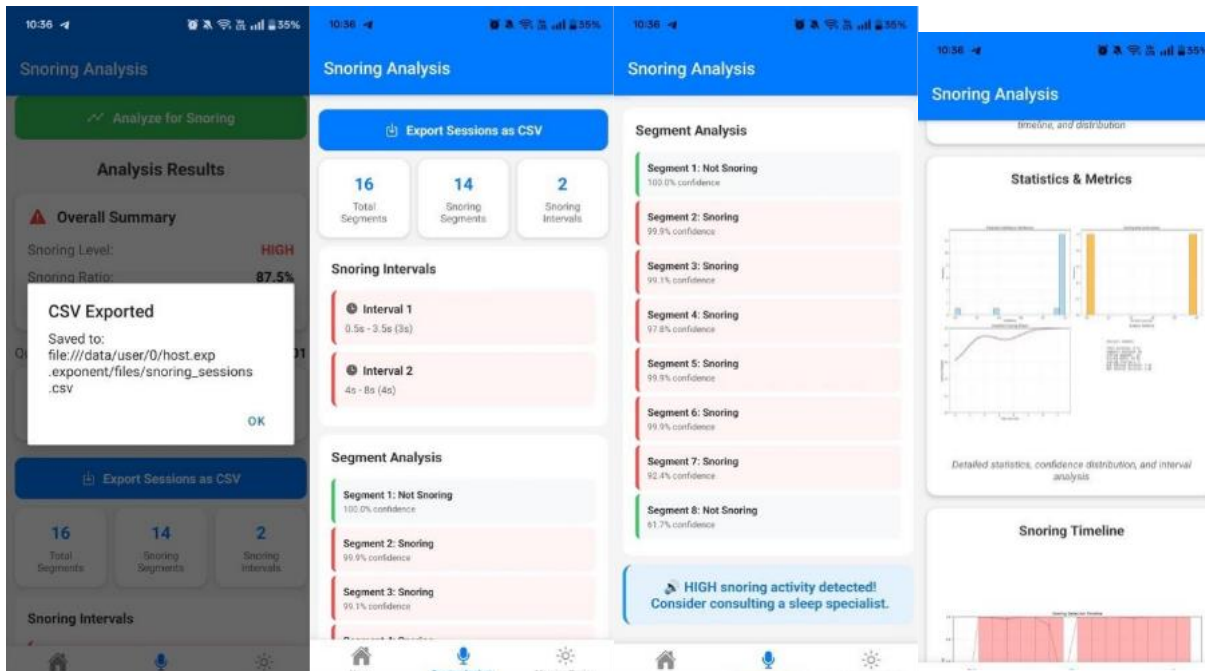 10:36
35%
Snoring Analysis
Analyze for Snoring
Analysis Results
Overall Summary
Snoring Level: HIGH
Snoring Ratio: 87.5%
CSV Exported
Saved to:
file:///data/user/0/host.exp
.exponent/files/snoring_sessions
.csv
OK
Export Sessions as CSV
16
Total
Segments
14
Snoring
Segments
2
Snoring
Intervals
Snoring Intervals
10:36
35%
Snoring Analysis
Export Sessions as CSV
16
Total
Segments
14
Snoring
Segments
2
Snoring
Intervals
Snoring Intervals
Interval 1
0.5s - 3.5s (3s)
Interval 2
4s - 8s (4s)
Segment Analysis
Segment 1: Not Snoring
100.0% confidence
Segment 2: Snoring
99.9% confidence
Segment 3: Snoring
99.1% confidence
10:36
35%
Snoring Analysis
Segment Analysis
Segment 1: Not Snoring
100.0% confidence
Segment 2: Snoring
99.9% confidence
Segment 3: Snoring
99.1% confidence
Segment 4: Snoring
97.8% confidence
Segment 5: Snoring
99.9% confidence
Segment 6: Snoring
99.9% confidence
Segment 7: Snoring
92.4% confidence
Segment 8: Not Snoring
61.7% confidence
HIGH snoring activity detected!
Consider consulting a sleep specialist.
10:36
Snoring Analysis
timeline, and distribution
Statistics & Metrics
Detailed statistics, confidence distribution, and interval
analysis
Snoring Timeline
Snoring Detection Timeline